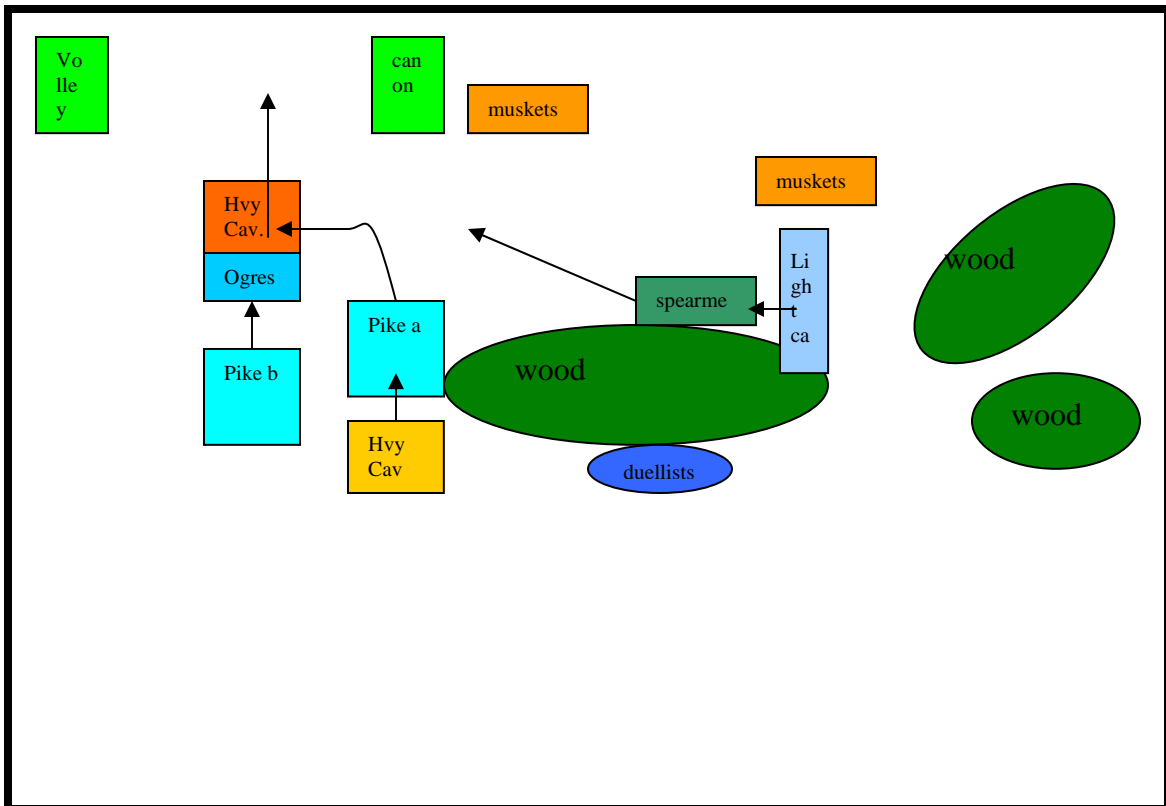 Vo
lle
y
can
on
muskets
muskets
Hvy
Cav.
Ogres
Pike a
Pike b
Hvy
Cav
wood
spearme
Li
gh
t
ca
duellists
wood
wood